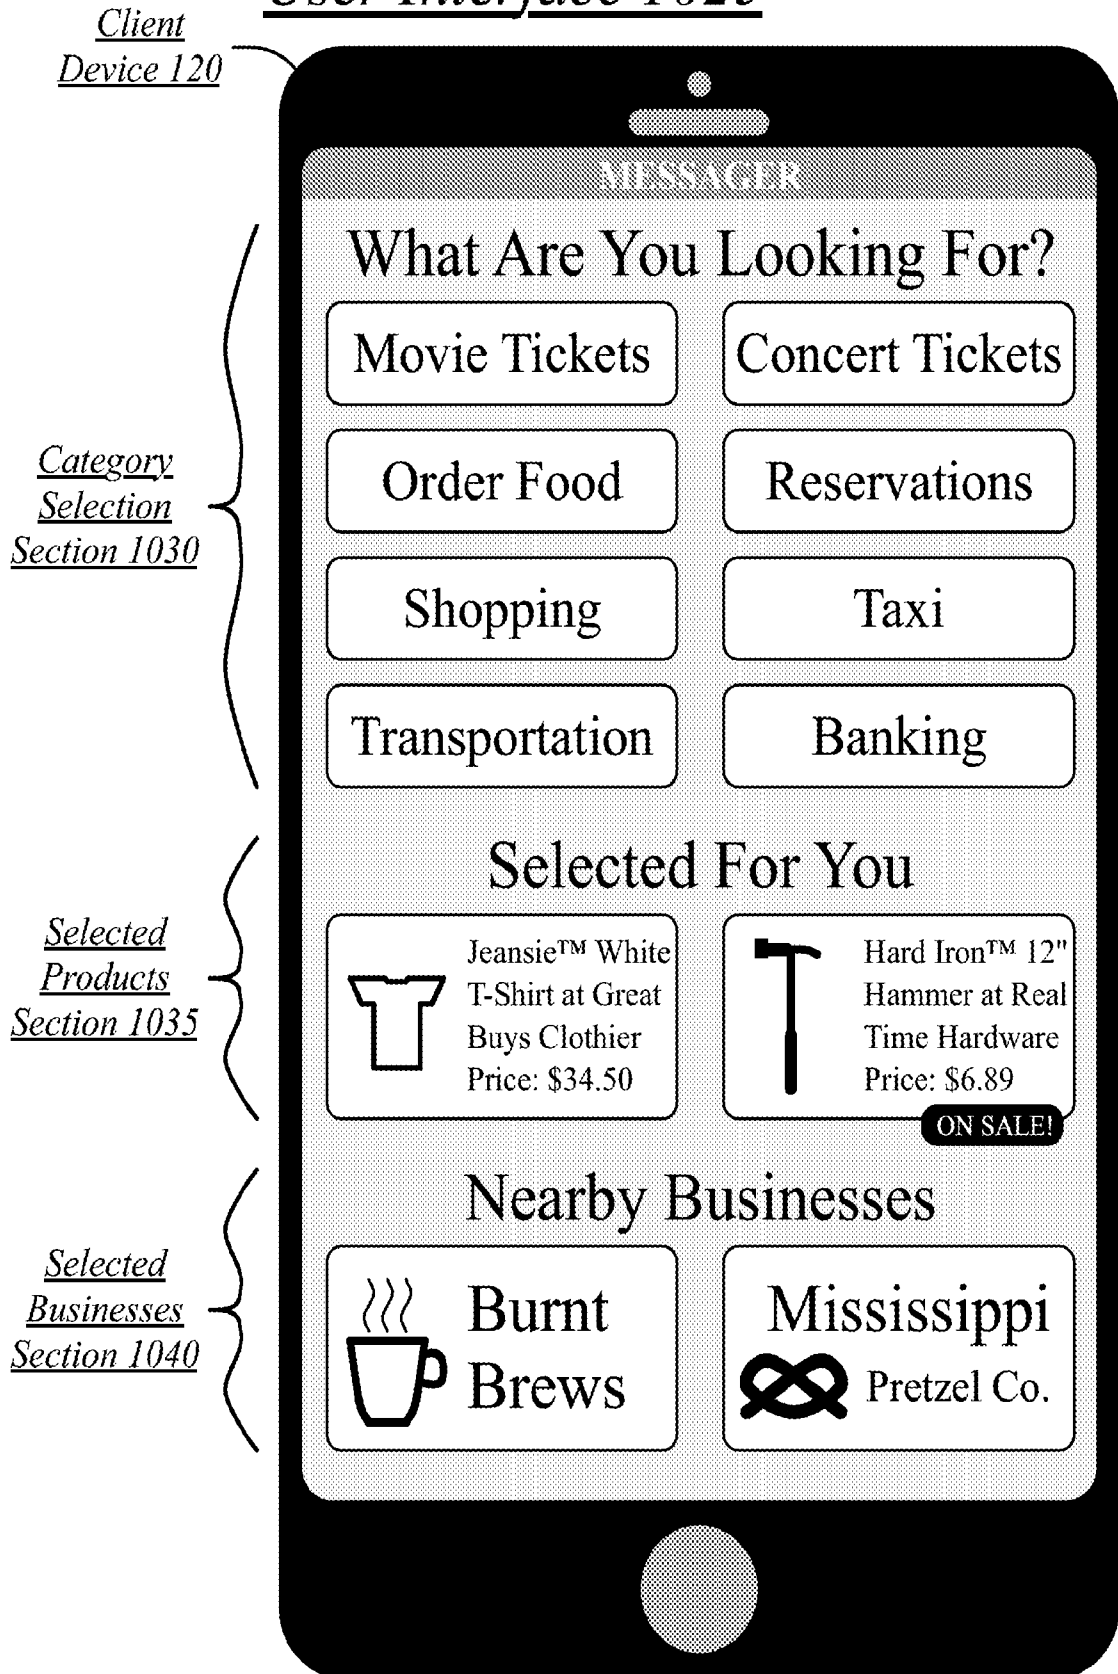 User Interface 1025
Client
Device 120
MESSAGER
What Are You Looking For?
Movie Tickets
Concert Tickets
Category
Selection
Section 1030
Order Food
Reservations
Shopping
Taxi
Transportation
Banking
Selected For You
Selected
Products
Section 1035
Jeansie™ White
T-Shirt at Great
Buys Clothier
Price: $34.50
Hard Iron™ 12"
Hammer at Real
Time Hardware
Price: $6.89
ON SALE!
Nearby Businesses
Selected
Businesses
Section 1040
Burnt
Brews
Mississippi
Pretzel Co.